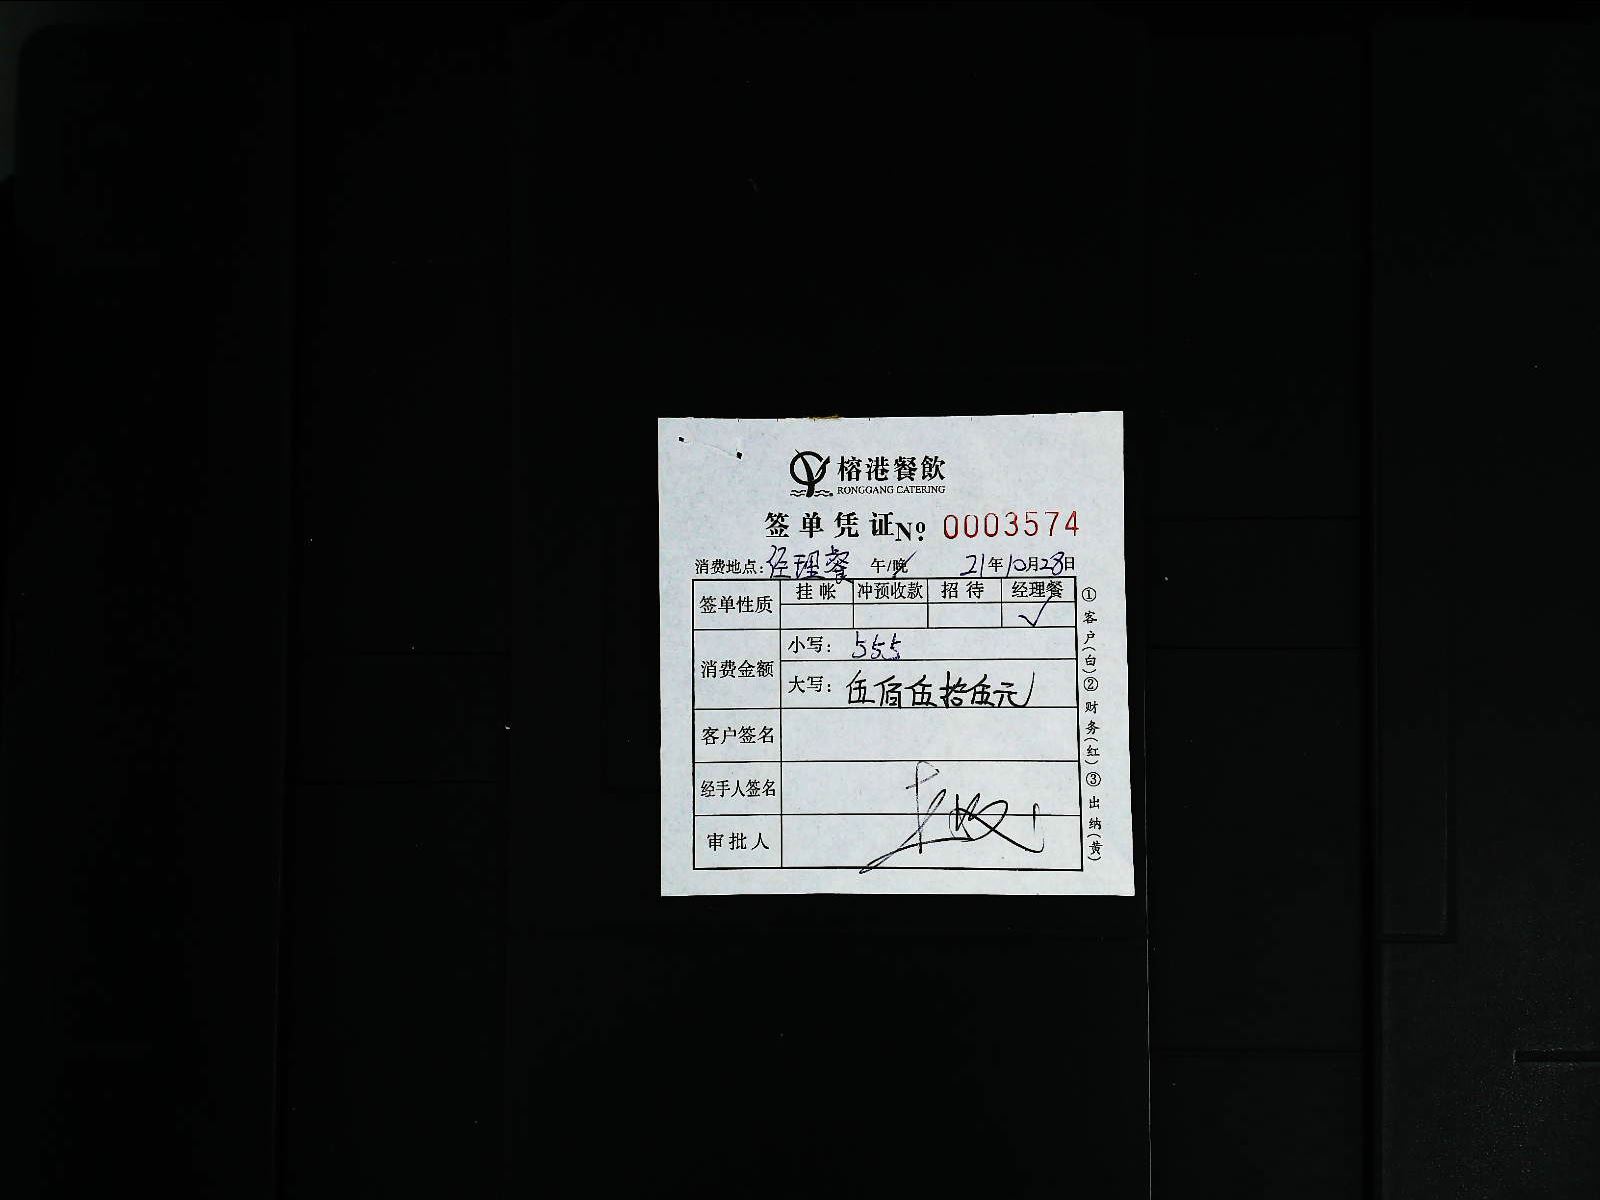 榕港餐飲
RONGGANG CATERING
签单凭证 No: 0003574
消费地点: 经理餐 午/晚 21年10月28日
签单性质 挂帐 冲预收款 招待 经理餐
✓
消费金额 小写: 555
大写: 伍佰伍拾伍元
客户签名
经手人签名
审批人
①客户(白)②财务(红)③出纳(黄)